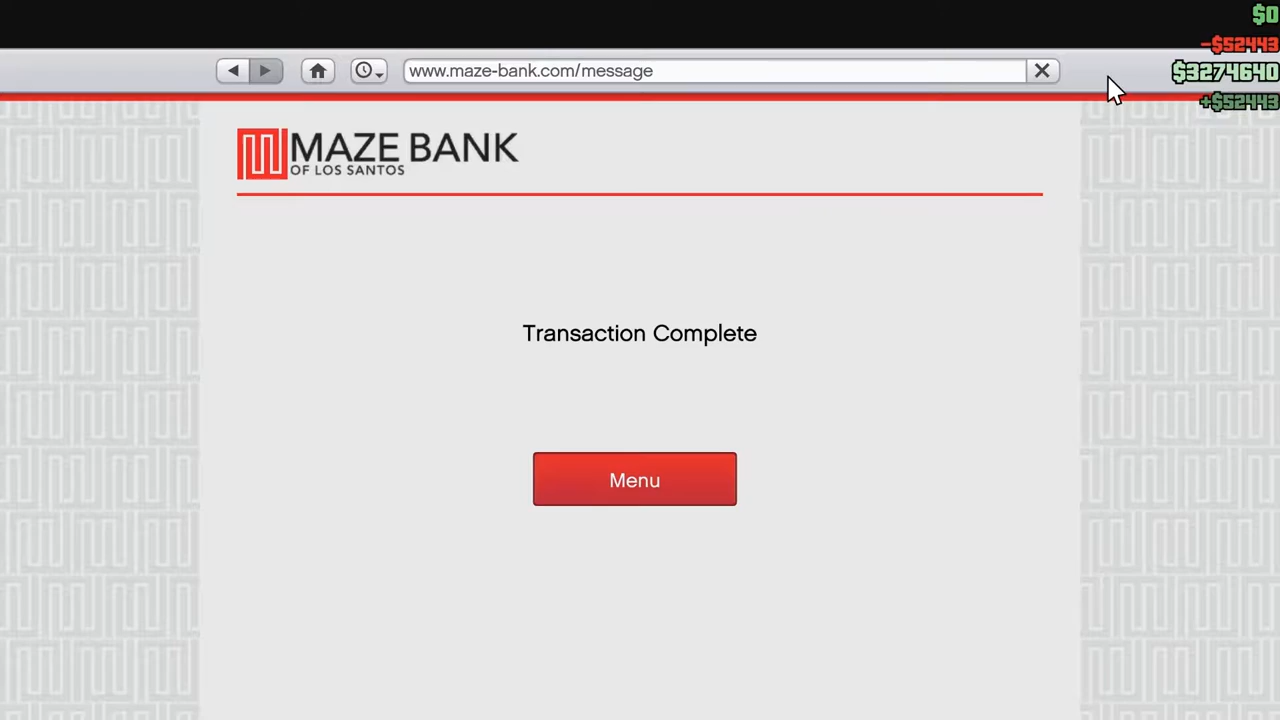 $0
-$52443
www.maze-bank.com/message
$3274640
+$52443
MAZE BANK
OF LOS SANTOS
Transaction Complete
Menu